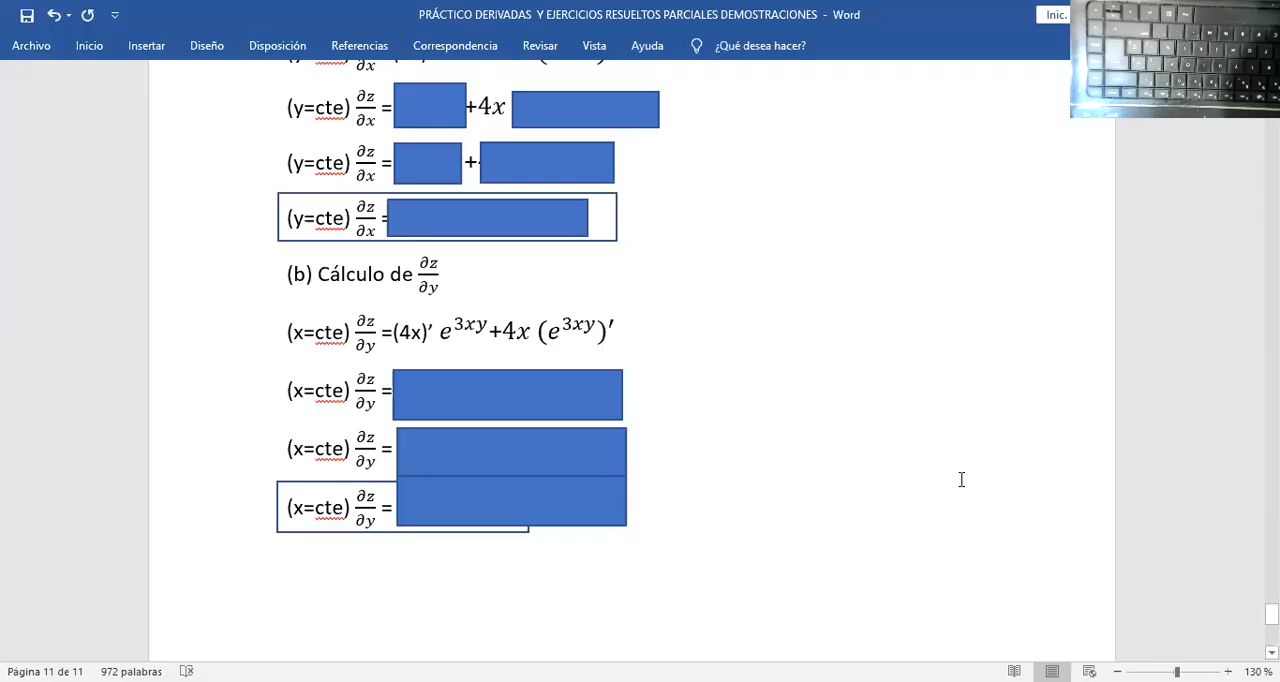 PRÁCTICO DERIVADAS Y EJERCICIOS RESUELTOS PARCIALES DEMOSTRACIONES - Word
Inic.
Archivo Inicio Insertar Diseño Disposición Referencias Correspondencia Revisar Vista Ayuda ¿Qué desea hacer?
∂x
(y=cte) ∂z/∂x = +4x
(y=cte) ∂z/∂x = +
(y=cte) ∂z/∂x =
(b) Cálculo de ∂z/∂y
(x=cte) ∂z/∂y =(4x)’ e^{3xy}+4x (e^{3xy})′
(x=cte) ∂z/∂y =
(x=cte) ∂z/∂y =
(x=cte) ∂z/∂y =
Página 11 de 11 972 palabras 130 %